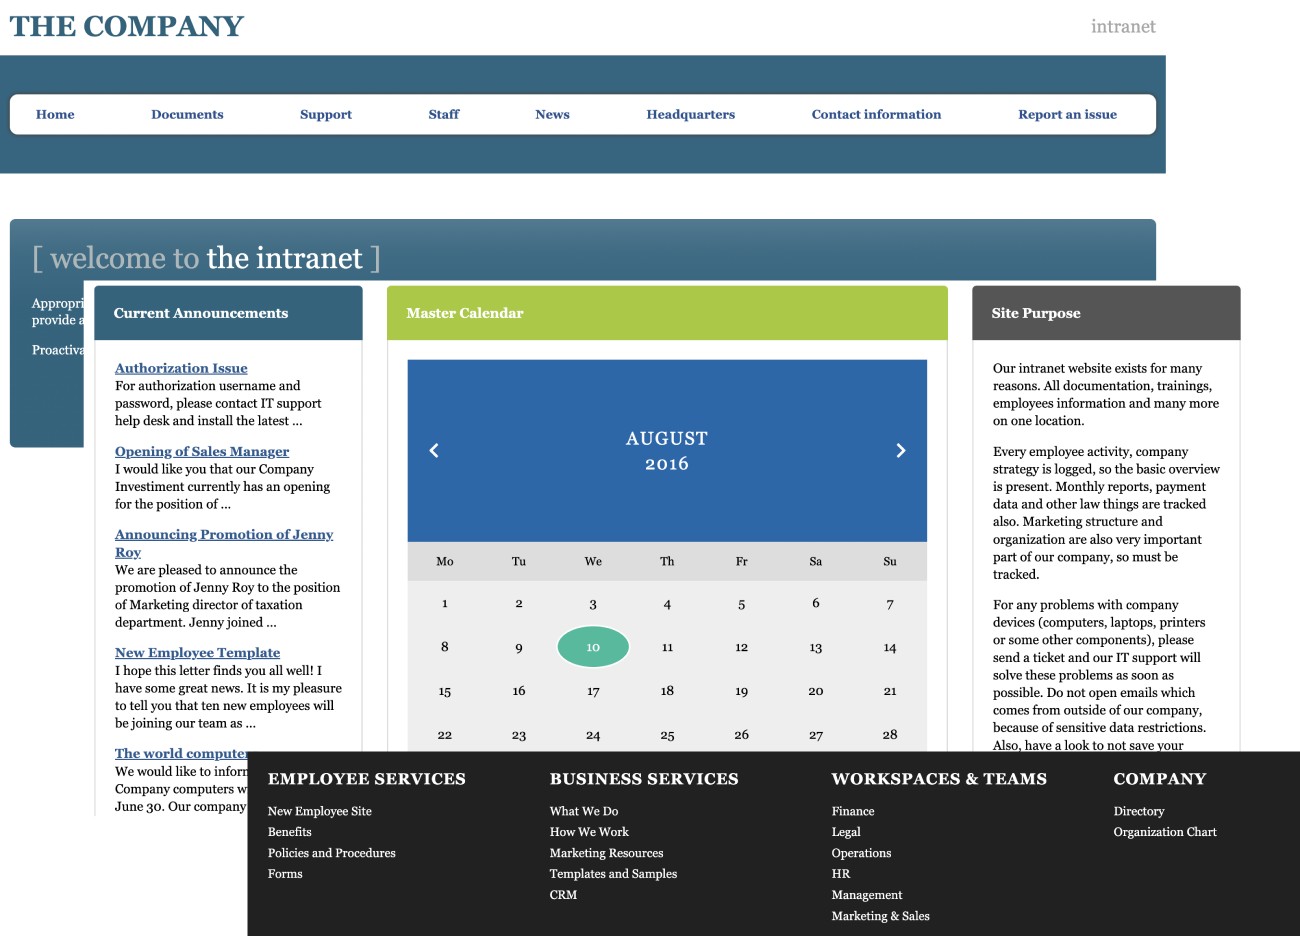 THE COMPANY
intranet
Home Documents Support Staff News Headquarters Contact information Report an issue
[ welcome to the intranet ]
provide
Current Announcements
Authorization Issue
For authorization username and
password, please contact IT support
help desk and install the latest ...
Opening of Sales Manager
I would like you that our Company
Investiment currently has an opening
for the position of ...
Announcing Promotion of Jenny
Roy
We are pleased to announce the
promotion of Jenny Roy to the position
of Marketing director of taxation
department. Jenny joined ...
New Employee Template
I hope this letter finds you all well! I
have some great news. It is my pleasure
to tell you that ten new employees will
be joining our team as ...
The world
We would like to
Company computers
June 30. Our company
Master Calendar
AUGUST
2016
Mo Tu We Th Fr Sa Su
1 2 3 4 5 6 7
8 9 10 11 12 13 14
15 16 17 18 19 20 21
22 23 24 25 26 27 28
Site Purpose
Our intranet website exists for many
reasons. All documentation, trainings,
employees information and many more
on one location.
Every employee activity, company
strategy is logged, so the basic overview
is present. Monthly reports, payment
data and other law things are tracked
also. Marketing structure and
organization are also very important
part of our company, so must be
tracked.
For any problems with company
devices (computers, laptops, printers
or some other components), please
send a ticket and our IT support will
solve these problems as soon as
possible. Do not open emails which
comes from outside of our company,
because of sensitive data restrictions.
Also, have a look to not save your
EMPLOYEE SERVICES
New Employee Site
Benefits
Policies and Procedures
Forms
BUSINESS SERVICES
What We Do
How We Work
Marketing Resources
Templates and Samples
CRM
WORKSPACES & TEAMS
Finance
Legal
Operations
HR
Management
Marketing & Sales
COMPANY
Directory
Organization Chart